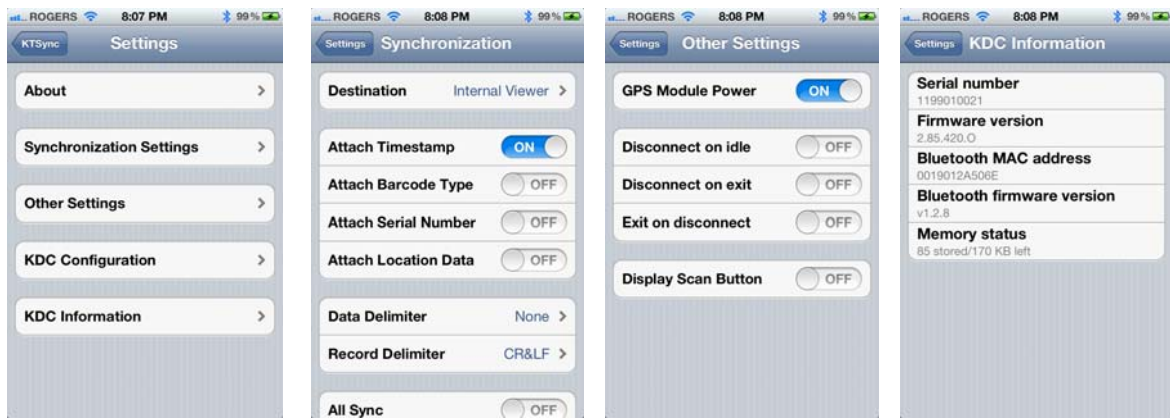 ROGERS 8:07 PM 99%
KTSync Settings
About
Synchronization Settings
Other Settings
KDC Configuration
KDC Information
ROGERS 8:08 PM 99%
Settings Synchronization
Destination Internal Viewer
Attach Timestamp ON
Attach Barcode Type OFF
Attach Serial Number OFF
Attach Location Data OFF
Data Delimiter None
Record Delimiter CR&LF
All Sync OFF
ROGERS 8:08 PM 99%
Settings Other Settings
GPS Module Power ON
Disconnect on idle OFF
Disconnect on exit OFF
Exit on disconnect OFF
Display Scan Button OFF
ROGERS 8:08 PM 99%
Settings KDC Information
Serial number
1199010021
Firmware version
2.85.420.O
Bluetooth MAC address
0019012A506E
Bluetooth firmware version
v1.2.8
Memory status
85 stored/170 KB left